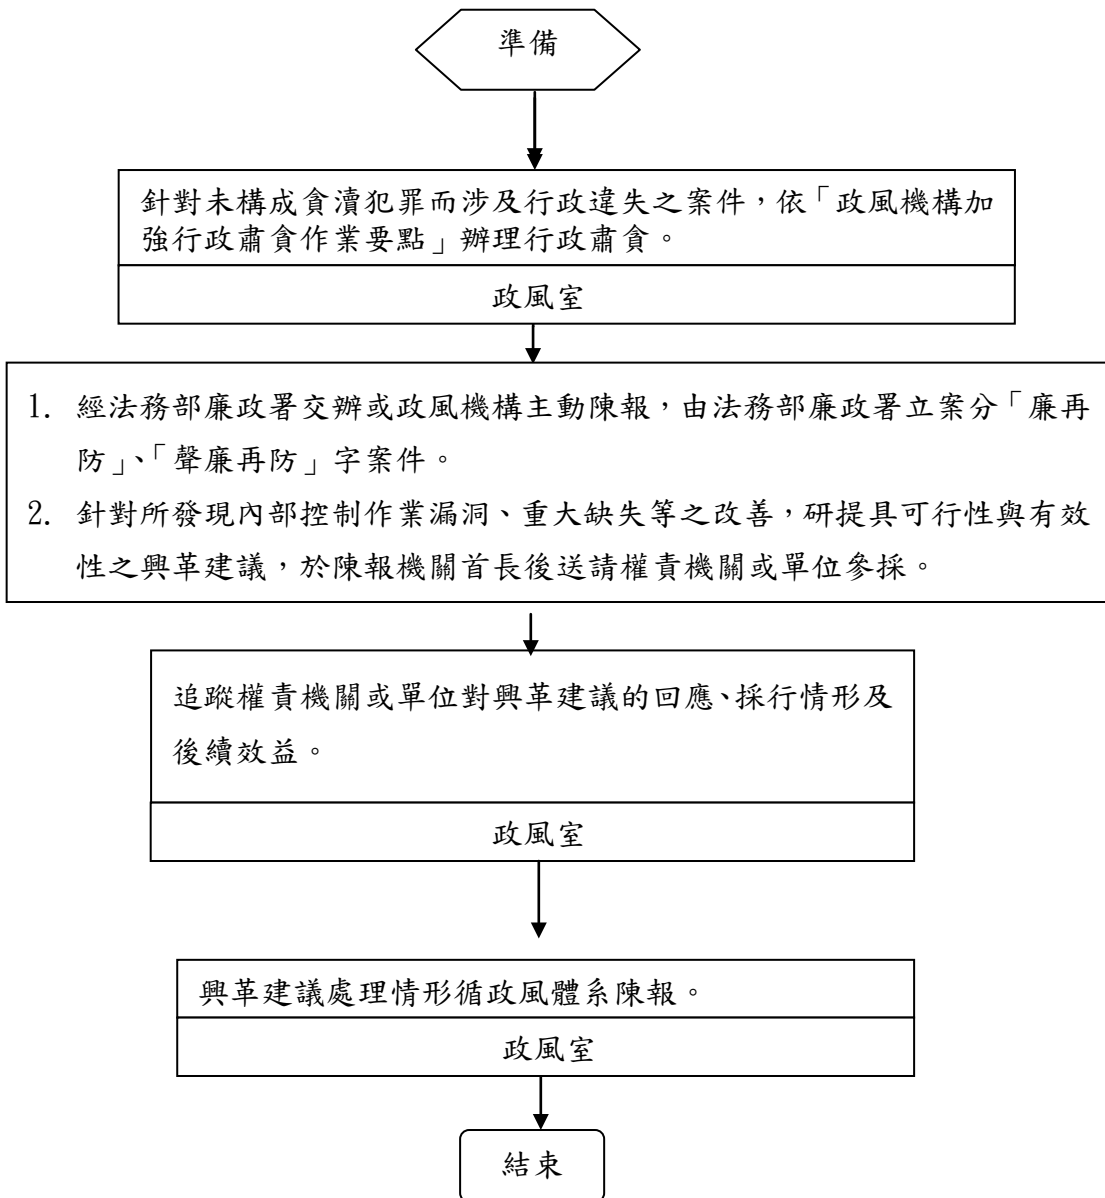 準備
針對未構成貪瀆犯罪而涉及行政違失之案件，依「政風機構加
強行政肅貪作業要點」辦理行政肅貪。
政風室
1. 經法務部廉政署交辦或政風機構主動陳報，由法務部廉政署立案分「廉再
防」、「聲廉再防」字案件。
2. 針對所發現內部控制作業漏洞、重大缺失等之改善，研提具可行性與有效
性之興革建議，於陳報機關首長後送請權責機關或單位參採。
追蹤權責機關或單位對興革建議的回應、採行情形及
後續效益。
政風室
興革建議處理情形循政風體系陳報。
政風室
結束